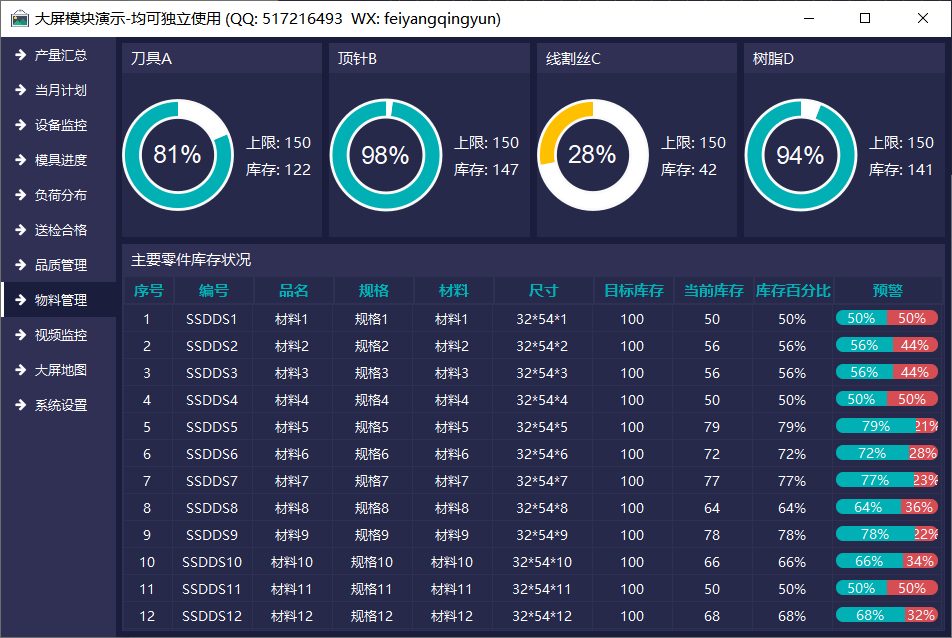 大屏模块演示-均可独立使用 (QQ: 517216493  WX: feiyangqingyun)
产量汇总
当月计划
设备监控
模具进度
负荷分布
送检合格
品质管理
物料管理
视频监控
大屏地图
系统设置
刀具A
81%
上限: 150
库存: 122
顶针B
98%
上限: 150
库存: 147
线割丝C
28%
上限: 150
库存: 42
树脂D
94%
上限: 150
库存: 141
主要零件库存状况
序号 编号 品名 规格 材料 尺寸 目标库存 当前库存 库存百分比 预警
1 SSDDS1 材料1 规格1 材料1 32*54*1 100 50 50% 50% 50%
2 SSDDS2 材料2 规格2 材料2 32*54*2 100 56 56% 56% 44%
3 SSDDS3 材料3 规格3 材料3 32*54*3 100 56 56% 56% 44%
4 SSDDS4 材料4 规格4 材料4 32*54*4 100 50 50% 50% 50%
5 SSDDS5 材料5 规格5 材料5 32*54*5 100 79 79% 79% 21%
6 SSDDS6 材料6 规格6 材料6 32*54*6 100 72 72% 72% 28%
7 SSDDS7 材料7 规格7 材料7 32*54*7 100 77 77% 77% 23%
8 SSDDS8 材料8 规格8 材料8 32*54*8 100 64 64% 64% 36%
9 SSDDS9 材料9 规格9 材料9 32*54*9 100 78 78% 78% 22%
10 SSDDS10 材料10 规格10 材料10 32*54*10 100 66 66% 66% 34%
11 SSDDS11 材料11 规格11 材料11 32*54*11 100 50 50% 50% 50%
12 SSDDS12 材料12 规格12 材料12 32*54*12 100 68 68% 68% 32%